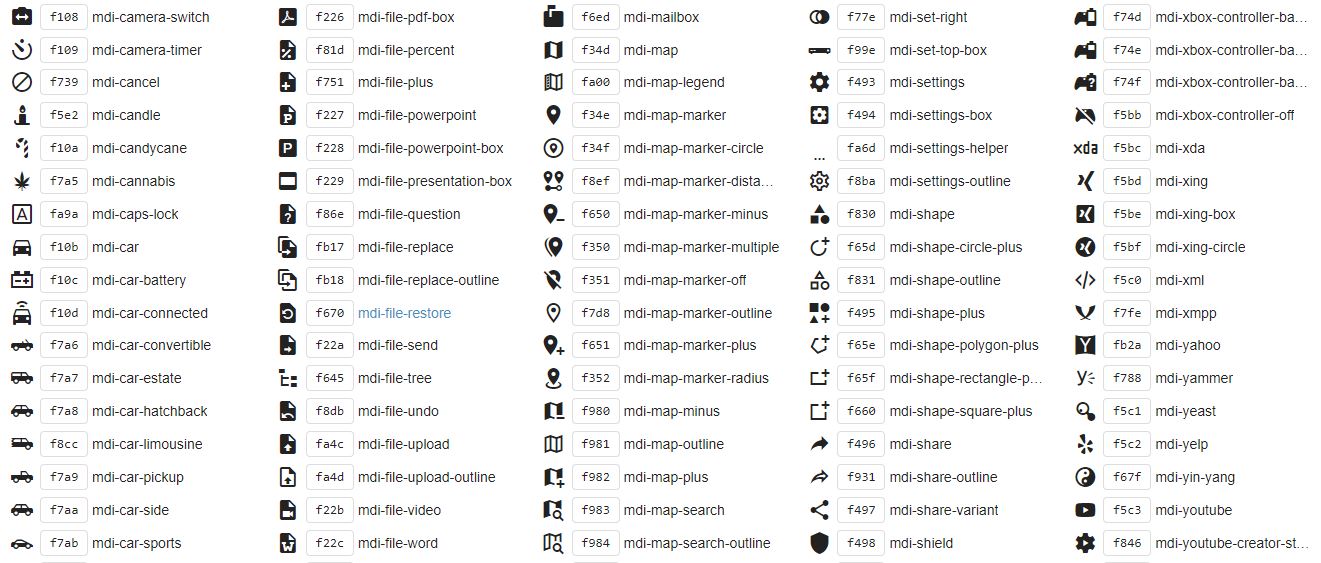 f108 mdi-camera-switch f226 mdi-file-pdf-box f6ed mdi-mailbox f77e mdi-set-right f74d mdi-xbox-controller-ba…
f109 mdi-camera-timer f81d mdi-file-percent f34d mdi-map f99e mdi-set-top-box f74e mdi-xbox-controller-ba…
f739 mdi-cancel f751 mdi-file-plus fa00 mdi-map-legend f493 mdi-settings f74f mdi-xbox-controller-ba…
f5e2 mdi-candle f227 mdi-file-powerpoint f34e mdi-map-marker f494 mdi-settings-box f5bb mdi-xbox-controller-off
f10a mdi-candycane f228 mdi-file-powerpoint-box f34f mdi-map-marker-circle fa6d mdi-settings-helper xda f5bc mdi-xda
f7a5 mdi-cannabis f229 mdi-file-presentation-box f8ef mdi-map-marker-dista… f8ba mdi-settings-outline f5bd mdi-xing
fa9a mdi-caps-lock f86e mdi-file-question f650 mdi-map-marker-minus f830 mdi-shape f5be mdi-xing-box
f10b mdi-car fb17 mdi-file-replace f350 mdi-map-marker-multiple f65d mdi-shape-circle-plus f5bf mdi-xing-circle
f10c mdi-car-battery fb18 mdi-file-replace-outline f351 mdi-map-marker-off f831 mdi-shape-outline f5c0 mdi-xml
f10d mdi-car-connected f670 mdi-file-restore f7d8 mdi-map-marker-outline f495 mdi-shape-plus f7fe mdi-xmpp
f7a6 mdi-car-convertible f22a mdi-file-send f651 mdi-map-marker-plus f65e mdi-shape-polygon-plus fb2a mdi-yahoo
f7a7 mdi-car-estate f645 mdi-file-tree f352 mdi-map-marker-radius f65f mdi-shape-rectangle-p… f788 mdi-yammer
f7a8 mdi-car-hatchback f8db mdi-file-undo f980 mdi-map-minus f660 mdi-shape-square-plus f5c1 mdi-yeast
f8cc mdi-car-limousine fa4c mdi-file-upload f981 mdi-map-outline f496 mdi-share f5c2 mdi-yelp
f7a9 mdi-car-pickup fa4d mdi-file-upload-outline f982 mdi-map-plus f931 mdi-share-outline f67f mdi-yin-yang
f7aa mdi-car-side f22b mdi-file-video f983 mdi-map-search f497 mdi-share-variant f5c3 mdi-youtube
f7ab mdi-car-sports f22c mdi-file-word f984 mdi-map-search-outline f498 mdi-shield f846 mdi-youtube-creator-st…